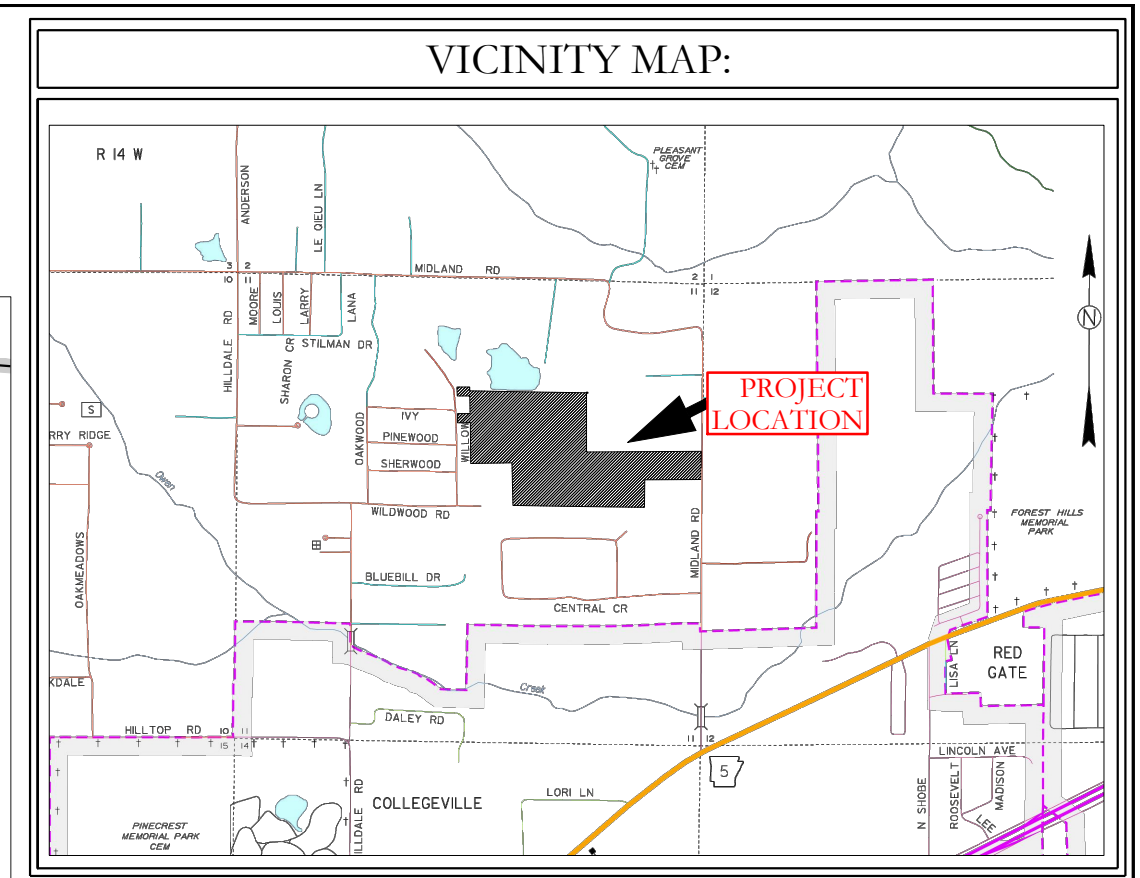 VICINITY MAP:
R 14 W
PLEASANT
GROVE
CEM
ANDERSON
LE QIEU LN
3 2
10 11
MIDLAND RD
2 1
11 12
N
HILLDALE RD
MOORE
LOUIS
LARRY
LANA
STILMAN DR
SHARON CR
PROJECT
LOCATION
S
RRY RIDGE
OAKWOOD
IVY
PINEWOOD
SHERWOOD
WILLOW
Owen
WILDWOOD RD
FOREST HILLS
MEMORIAL
PARK
OAKMEADOWS
MIDLAND RD
BLUEBILL DR
CENTRAL CR
LISA LN
RED
GATE
KDALE
Creek
DALEY RD
HILLTOP RD
10 11
15 14
11 12
5
LINCOLN AVE
COLLEGEVILLE
LORI LN
ILLDALE RD
N SHOBE
ROOSEVELT
MADISON
LEE
PINECREST
MEMORIAL PARK
CEM